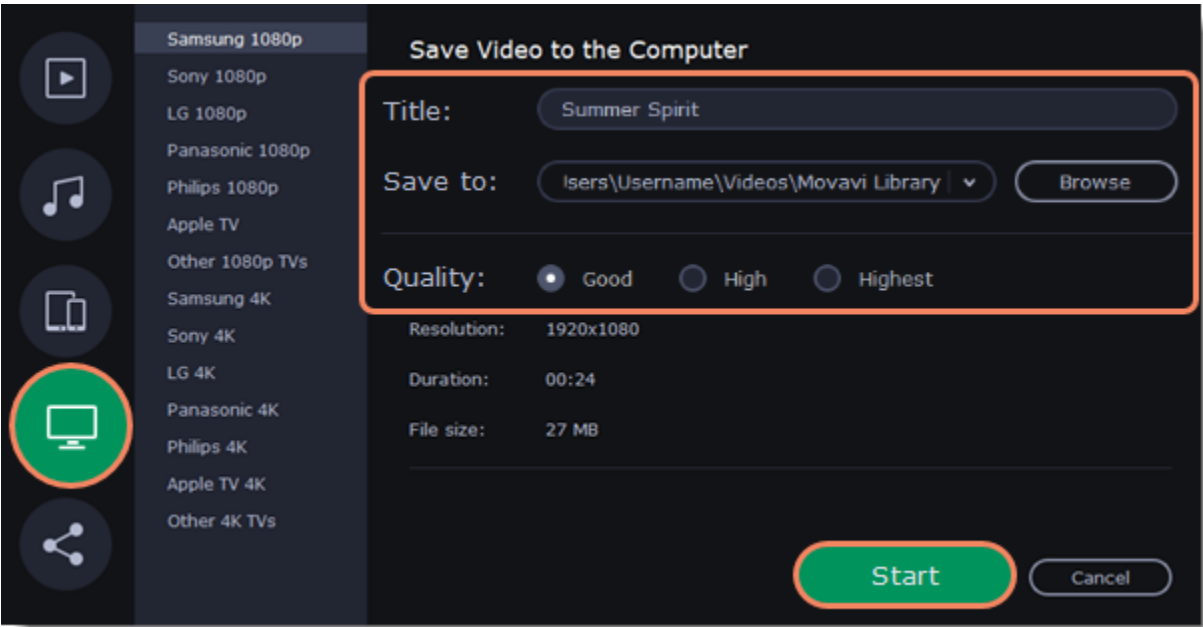 Samsung 1080p
Sony 1080p
LG 1080p
Panasonic 1080p
Philips 1080p
Apple TV
Other 1080p TVs
Samsung 4K
Sony 4K
LG 4K
Panasonic 4K
Philips 4K
Apple TV 4K
Other 4K TVs
Save Video to the Computer
Title: Summer Spirit
Save to: sers\Username\Videos\Movavi Library Browse
Quality: Good High Highest
Resolution: 1920x1080
Duration: 00:24
File size: 27 MB
Start Cancel